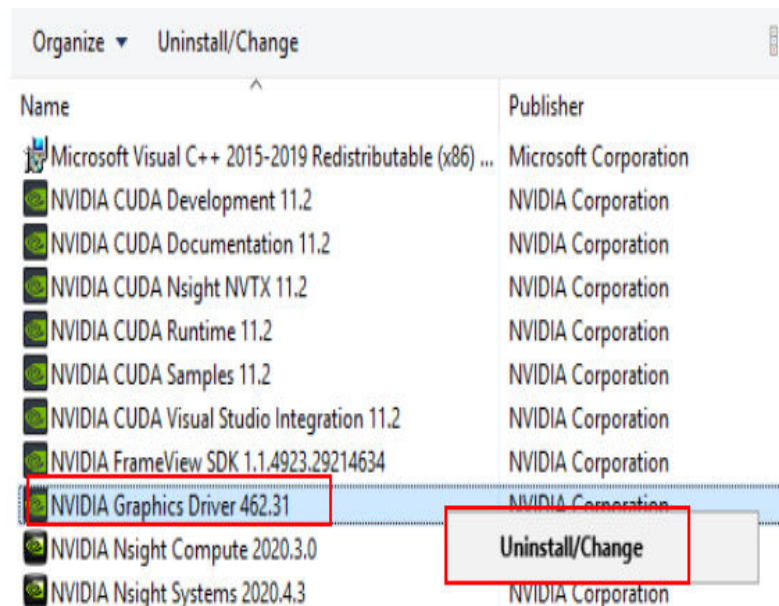 Organize Uninstall/Change
Name Publisher
Microsoft Visual C++ 2015-2019 Redistributable (x86) ... Microsoft Corporation
NVIDIA CUDA Development 11.2 NVIDIA Corporation
NVIDIA CUDA Documentation 11.2 NVIDIA Corporation
NVIDIA CUDA Nsight NVTX 11.2 NVIDIA Corporation
NVIDIA CUDA Runtime 11.2 NVIDIA Corporation
NVIDIA CUDA Samples 11.2 NVIDIA Corporation
NVIDIA CUDA Visual Studio Integration 11.2 NVIDIA Corporation
NVIDIA FrameView SDK 1.1.4923.29214634 NVIDIA Corporation
NVIDIA Graphics Driver 462.31 NVIDIA Corporation
NVIDIA Nsight Compute 2020.3.0 Uninstall/Change
NVIDIA Nsight Systems 2020.4.3 NVIDIA Corporation